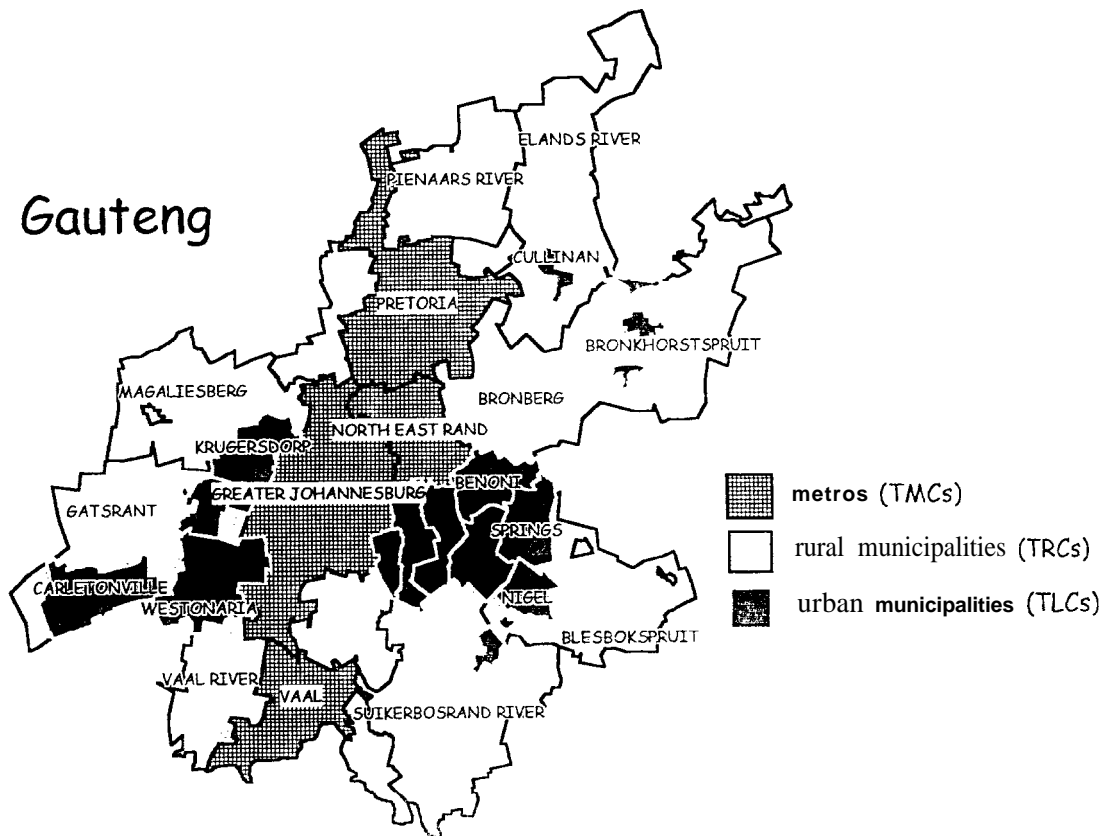 Gauteng
ELANDS RIVER
PIENAARS RIVER
CULLINAN
PRETORIA
BRONKHORSTSPRUIT
MAGALIESBERG
BRONBERG
NORTH EAST RAND
KRUGERSDORP
BENONI
GREATER JOHANNESBURG
GATSRANT
SPRINGS
CARLETONVILLE
NIGEL
WESTONARIA
BLESBOKSPRUIT
VAAL RIVER
VAAL
SUIKERBOSRAND RIVER
metros (TMCs)
rural municipalities (TRCs)
urban municipalities (TLCs)